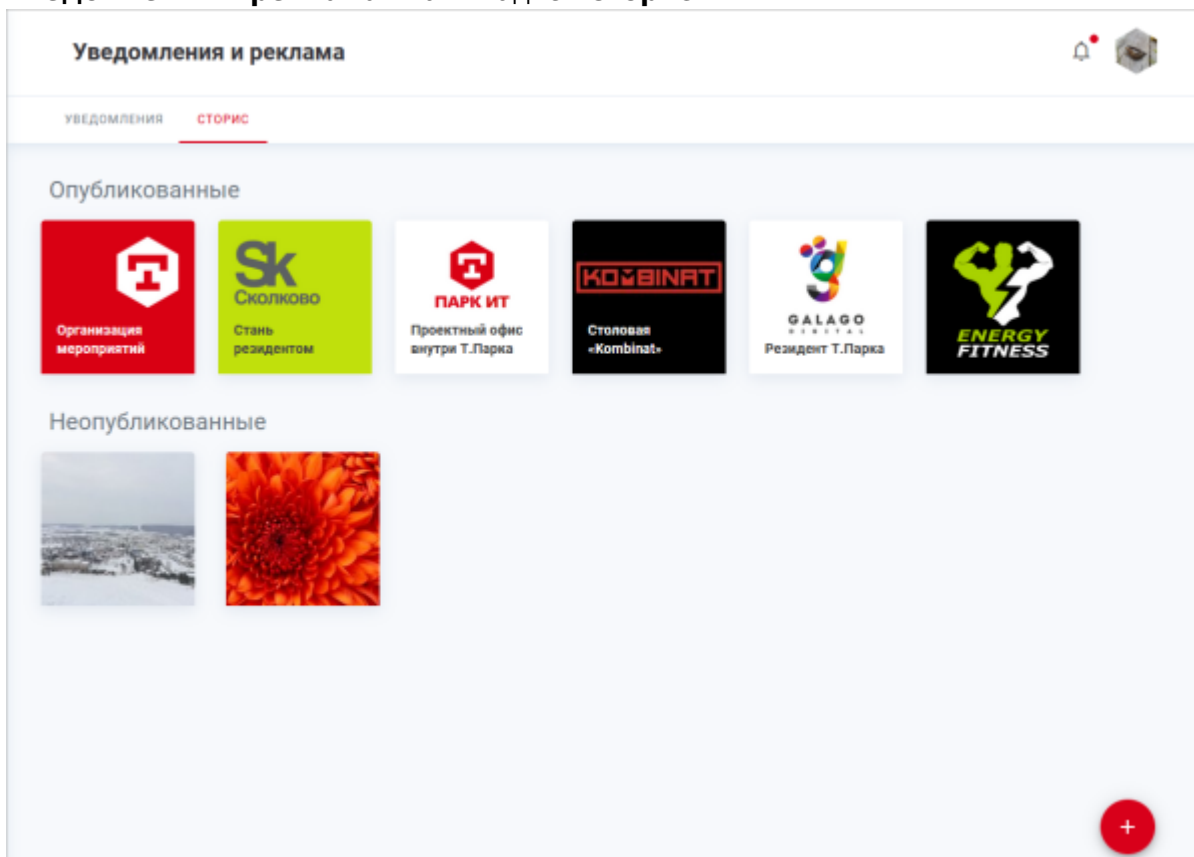 Уведомления и реклама
УВЕДОМЛЕНИЯ СТОРИС
Опубликованные
Организация
мероприятий
Sk
Сколково
Стань
резидентом
ПАРК ИТ
Проектный офис
внутри Т.Парка
KOMBINAT
Столовая
«Kombinat»
g
GALAGO
DIGITAL
Резидент Т.Парка
ENERGY
FITNESS
Неопубликованные
+